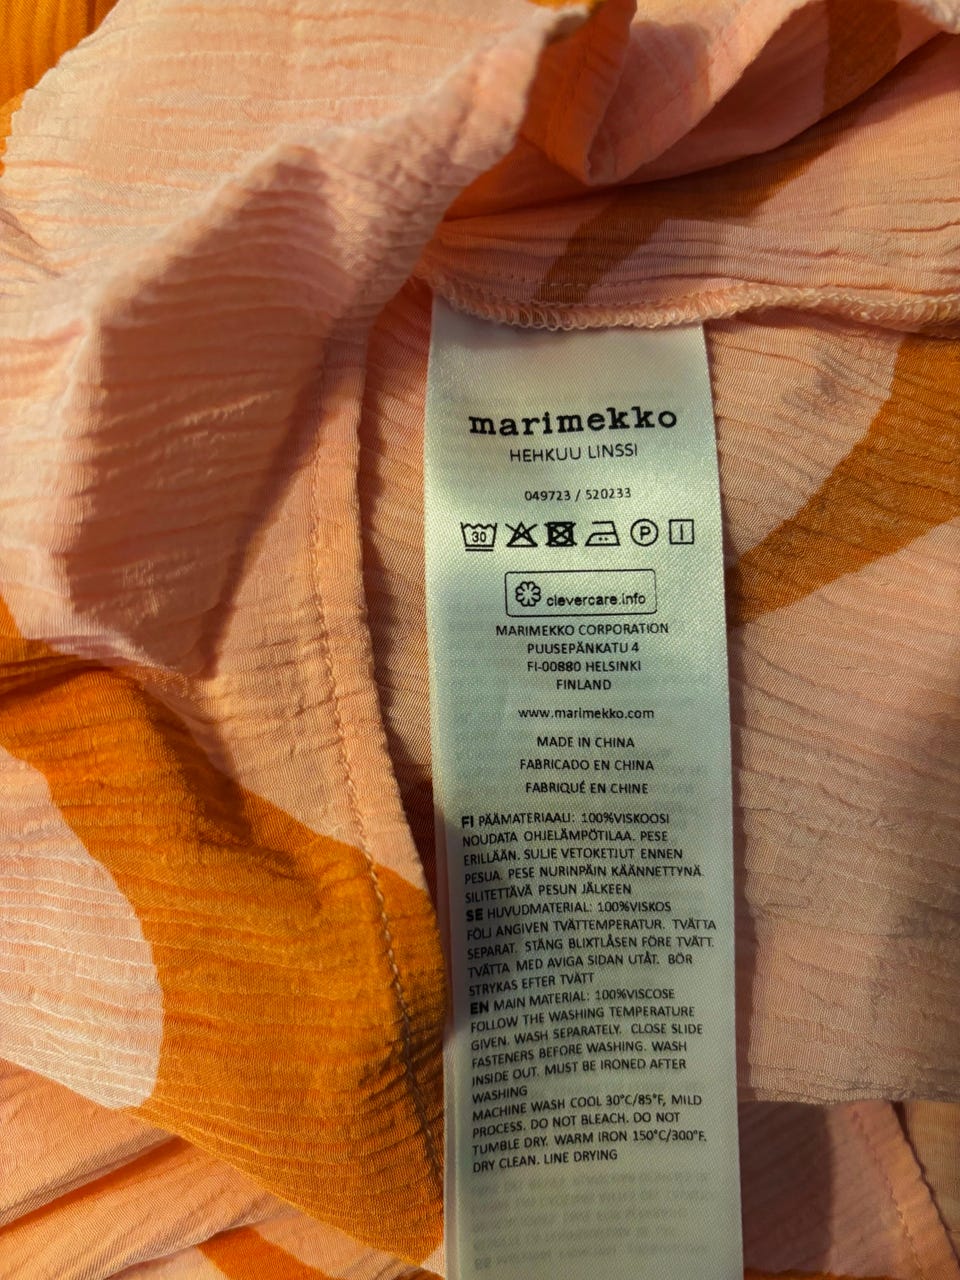 marimekko
HEHKUU LINSSI
049723 / 520233
30 P
clevercare.info
MARIMEKKO CORPORATION
PUUSEPÄNKATU 4
FI-00880 HELSINKI
FINLAND
www.marimekko.com
MADE IN CHINA
FABRICADO EN CHINA
FABRIQUÉ EN CHINE
FI PÄÄMATERIAALI: 100%VISKOOSI
NOUDATA OHJELÄMPÖTILAA. PESE
ERILLÄÄN. SULJE VETOKETJUT ENNEN
PESUA. PESE NURINPÄIN KÄÄNNETTYNÄ.
SILITETTÄVÄ PESUN JÄLKEEN
SE HUVUDMATERIAL: 100%VISKOS
FÖLJ ANGIVEN TVÄTTEMPERATUR. TVÄTTA
SEPARAT. STÄNG BLIXTLÅSEN FÖRE TVÄTT.
TVÄTTA MED AVIGA SIDAN UTÅT. BÖR
STRYKAS EFTER TVÄTT
EN MAIN MATERIAL: 100%VISCOSE
FOLLOW THE WASHING TEMPERATURE
GIVEN. WASH SEPARATELY. CLOSE SLIDE
FASTENERS BEFORE WASHING. WASH
INSIDE OUT. MUST BE IRONED AFTER
WASHING
MACHINE WASH COOL 30°C/85°F, MILD
PROCESS. DO NOT BLEACH. DO NOT
TUMBLE DRY. WARM IRON 150°C/300°F.
DRY CLEAN. LINE DRYING